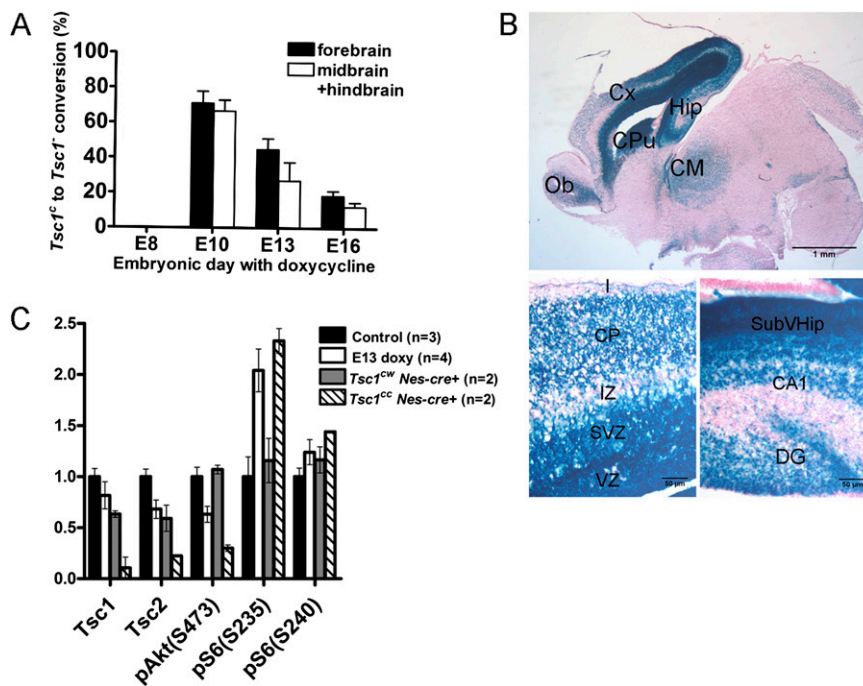 A
Tsc1ᶜ to Tsc1⁻ conversion (%)
100
80
60
40
20
0
forebrain
midbrain
+hindbrain
E8 E10 E13 E16
Embryonic day with doxycycline
B
Cx
Hip
CPu
CM
Ob
1 mm
I
CP
IZ
SVZ
VZ
50 µm
SubVHip
CA1
DG
50 µm
C
2.5
2.0
1.5
1.0
0.5
0.0
Control (n=3)
E13 doxy (n=4)
Tsc1ᶜʷ Nes-cre+ (n=2)
Tsc1ᶜᶜ Nes-cre+ (n=2)
Tsc1
Tsc2
pAkt(S473)
pS6(S235)
pS6(S240)